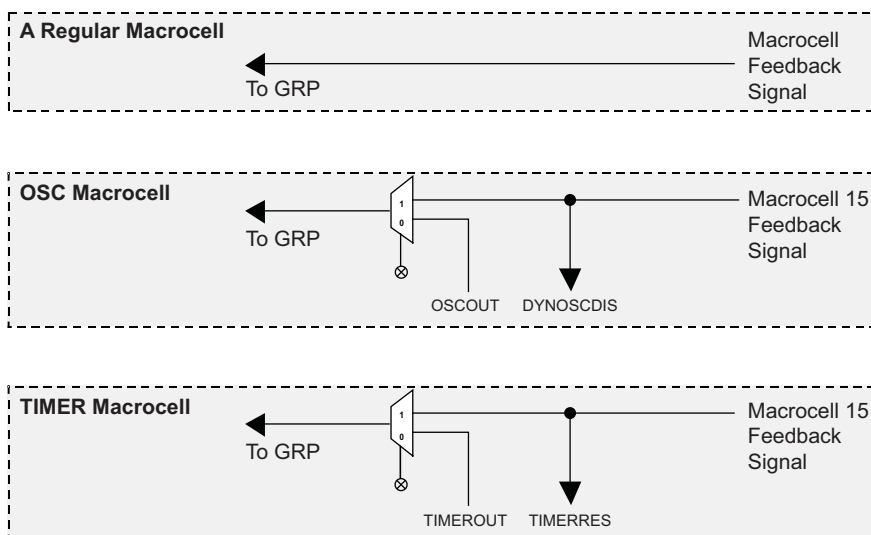 A Regular Macrocell
To GRP
Macrocell
Feedback
Signal
OSC Macrocell
To GRP
1
0
OSCOUT
DYNOSCDIS
Macrocell 15
Feedback
Signal
TIMER Macrocell
To GRP
1
0
TIMEROUT
TIMERRES
Macrocell 15
Feedback
Signal